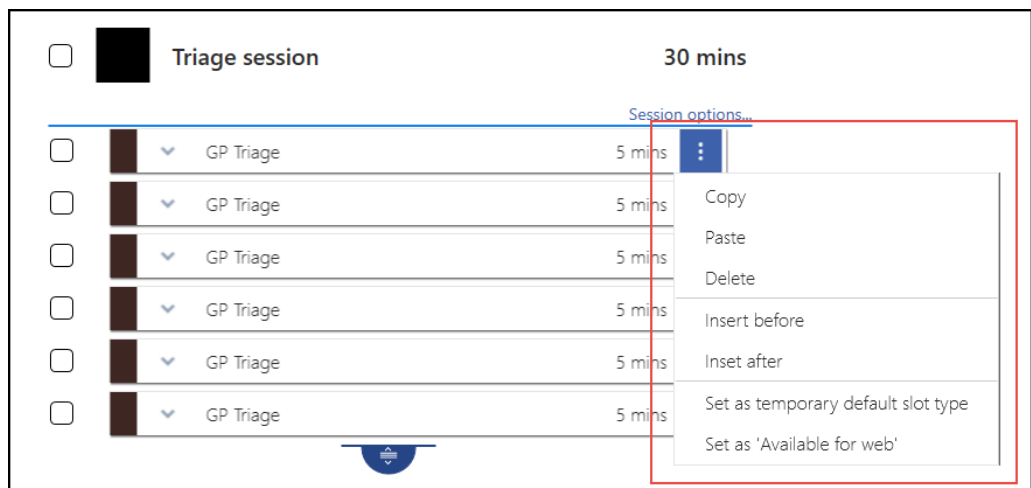 Triage session 30 mins
Session options...
GP Triage 5 mins
GP Triage 5 mins
GP Triage 5 mins
GP Triage 5 mins
GP Triage 5 mins
GP Triage 5 mins
Copy
Paste
Delete
Insert before
Inset after
Set as temporary default slot type
Set as 'Available for web'